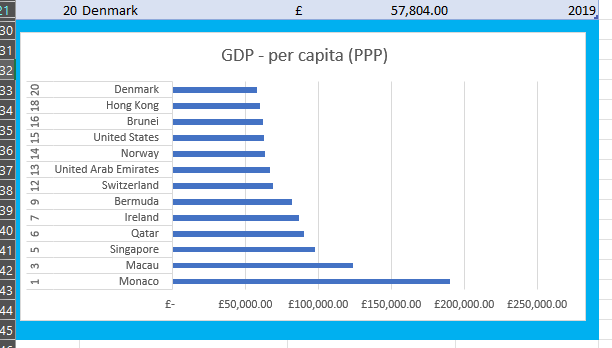 21 20 Denmark £ 57,804.00 2019
30
31
32
33
34
35
36
37
38
39
40
41
42
43
44
45
GDP - per capita (PPP)
20 Denmark
18 Hong Kong
16 Brunei
15 United States
14 Norway
13 United Arab Emirates
12 Switzerland
9 Bermuda
7 Ireland
6 Qatar
5 Singapore
3 Macau
1 Monaco
£- £50,000.00 £100,000.00 £150,000.00 £200,000.00 £250,000.00